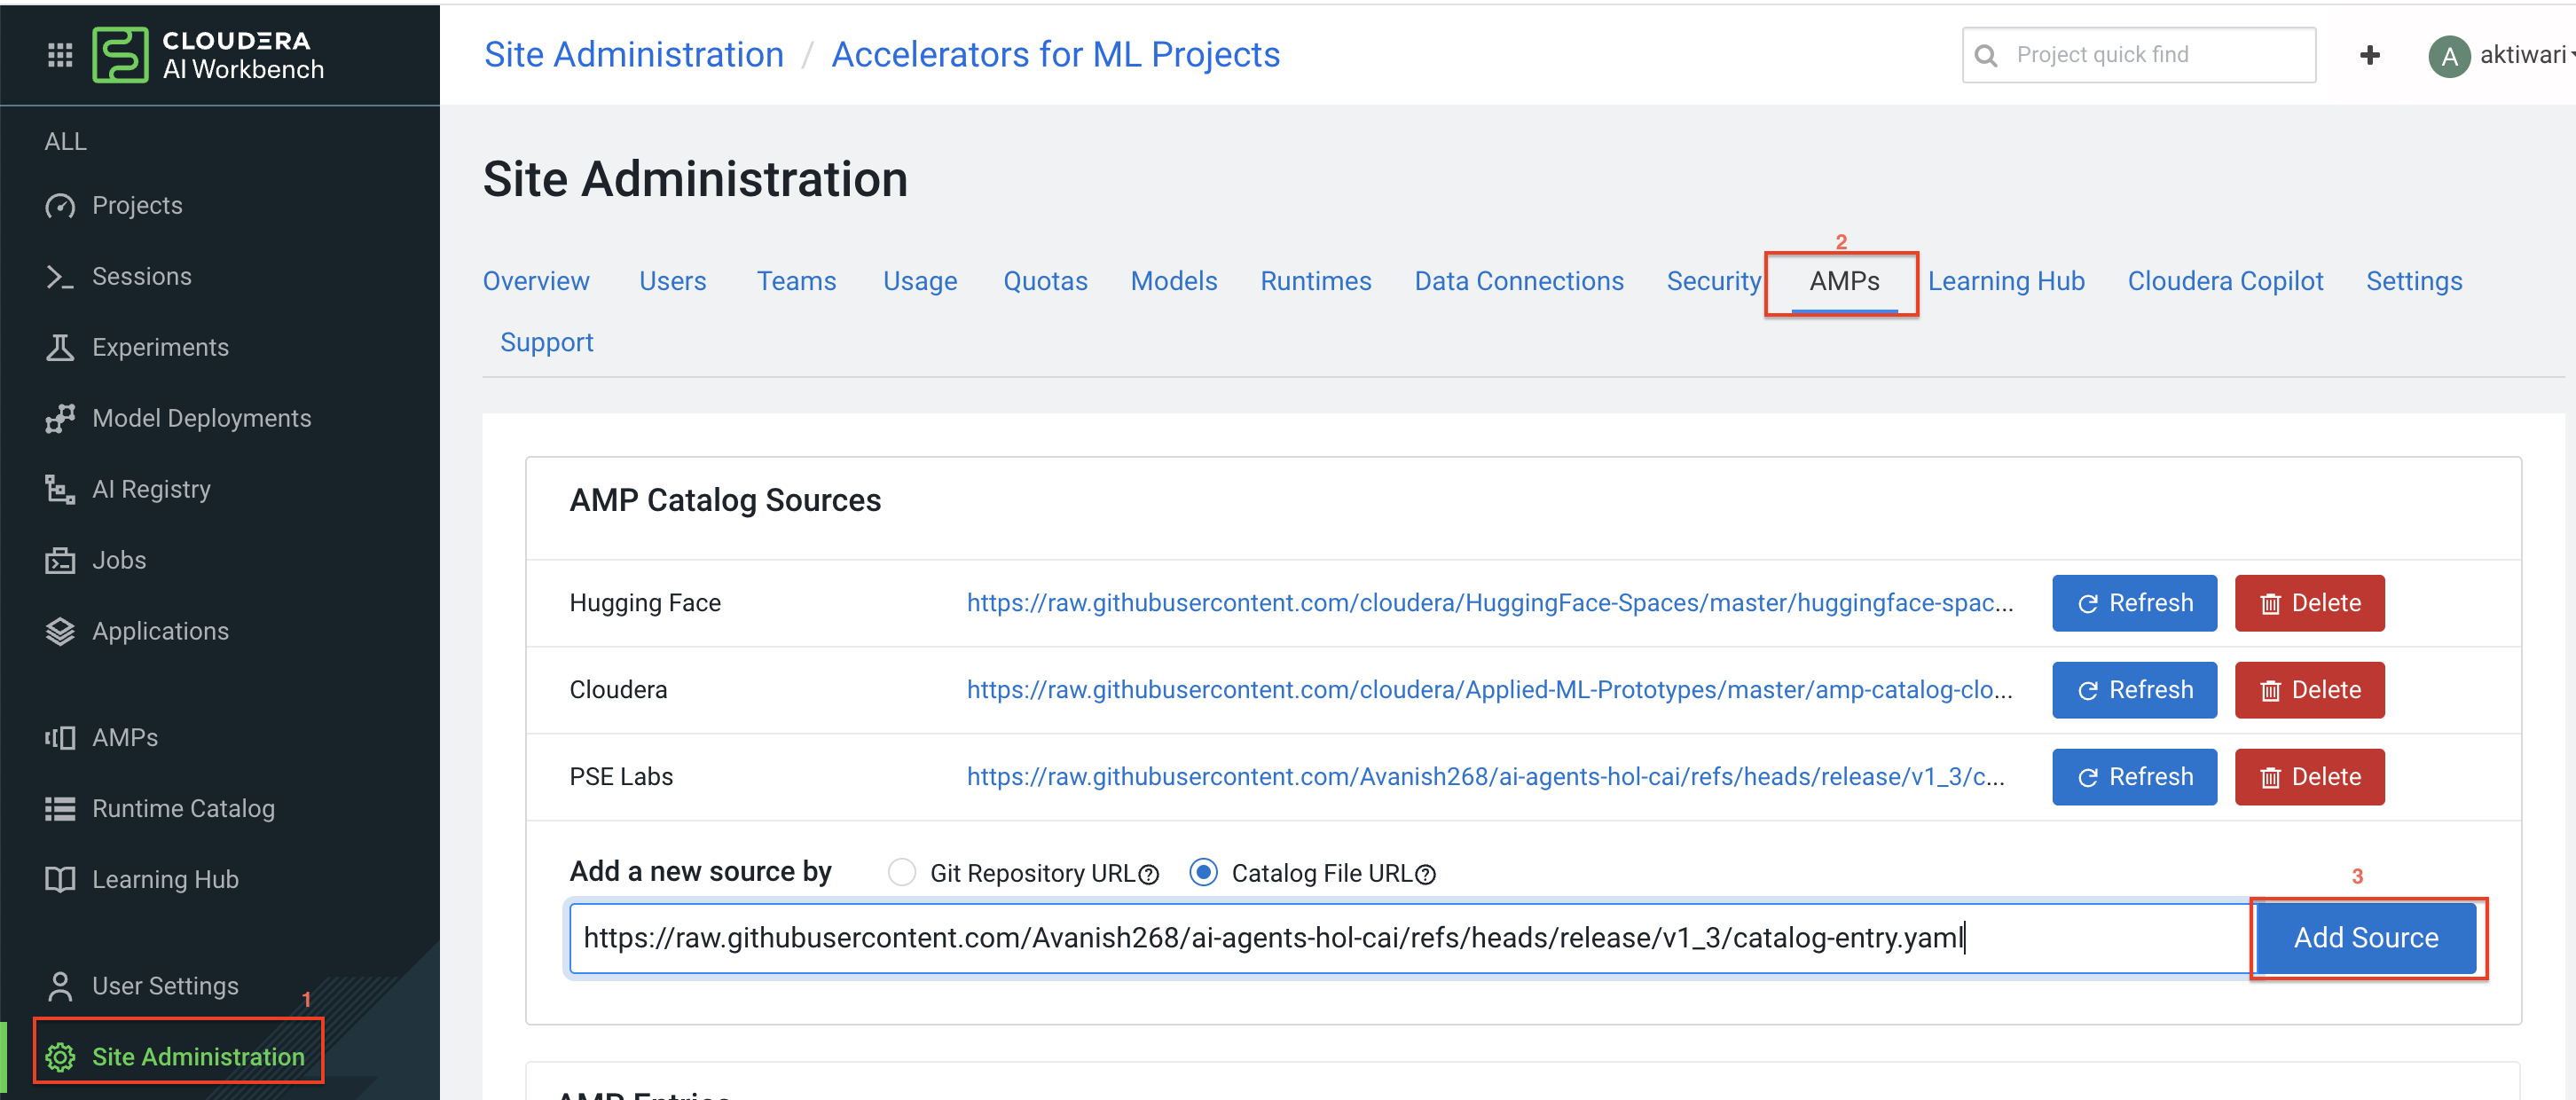 CLOUDERA
AI Workbench
Site Administration / Accelerators for ML Projects
Project quick find
A aktiwari
ALL
Projects
Sessions
Experiments
Model Deployments
AI Registry
Jobs
Applications
AMPs
Runtime Catalog
Learning Hub
User Settings
1
Site Administration
Site Administration
2
Overview Users Teams Usage Quotas Models Runtimes Data Connections Security AMPs Learning Hub Cloudera Copilot Settings
Support
AMP Catalog Sources
Hugging Face https://raw.githubusercontent.com/cloudera/HuggingFace-Spaces/master/huggingface-spac... Refresh Delete
Cloudera https://raw.githubusercontent.com/cloudera/Applied-ML-Prototypes/master/amp-catalog-clo... Refresh Delete
PSE Labs https://raw.githubusercontent.com/Avanish268/ai-agents-hol-cai/refs/heads/release/v1_3/c... Refresh Delete
Add a new source by Git Repository URL? Catalog File URL?
3
https://raw.githubusercontent.com/Avanish268/ai-agents-hol-cai/refs/heads/release/v1_3/catalog-entry.yaml Add Source
AMP Entries